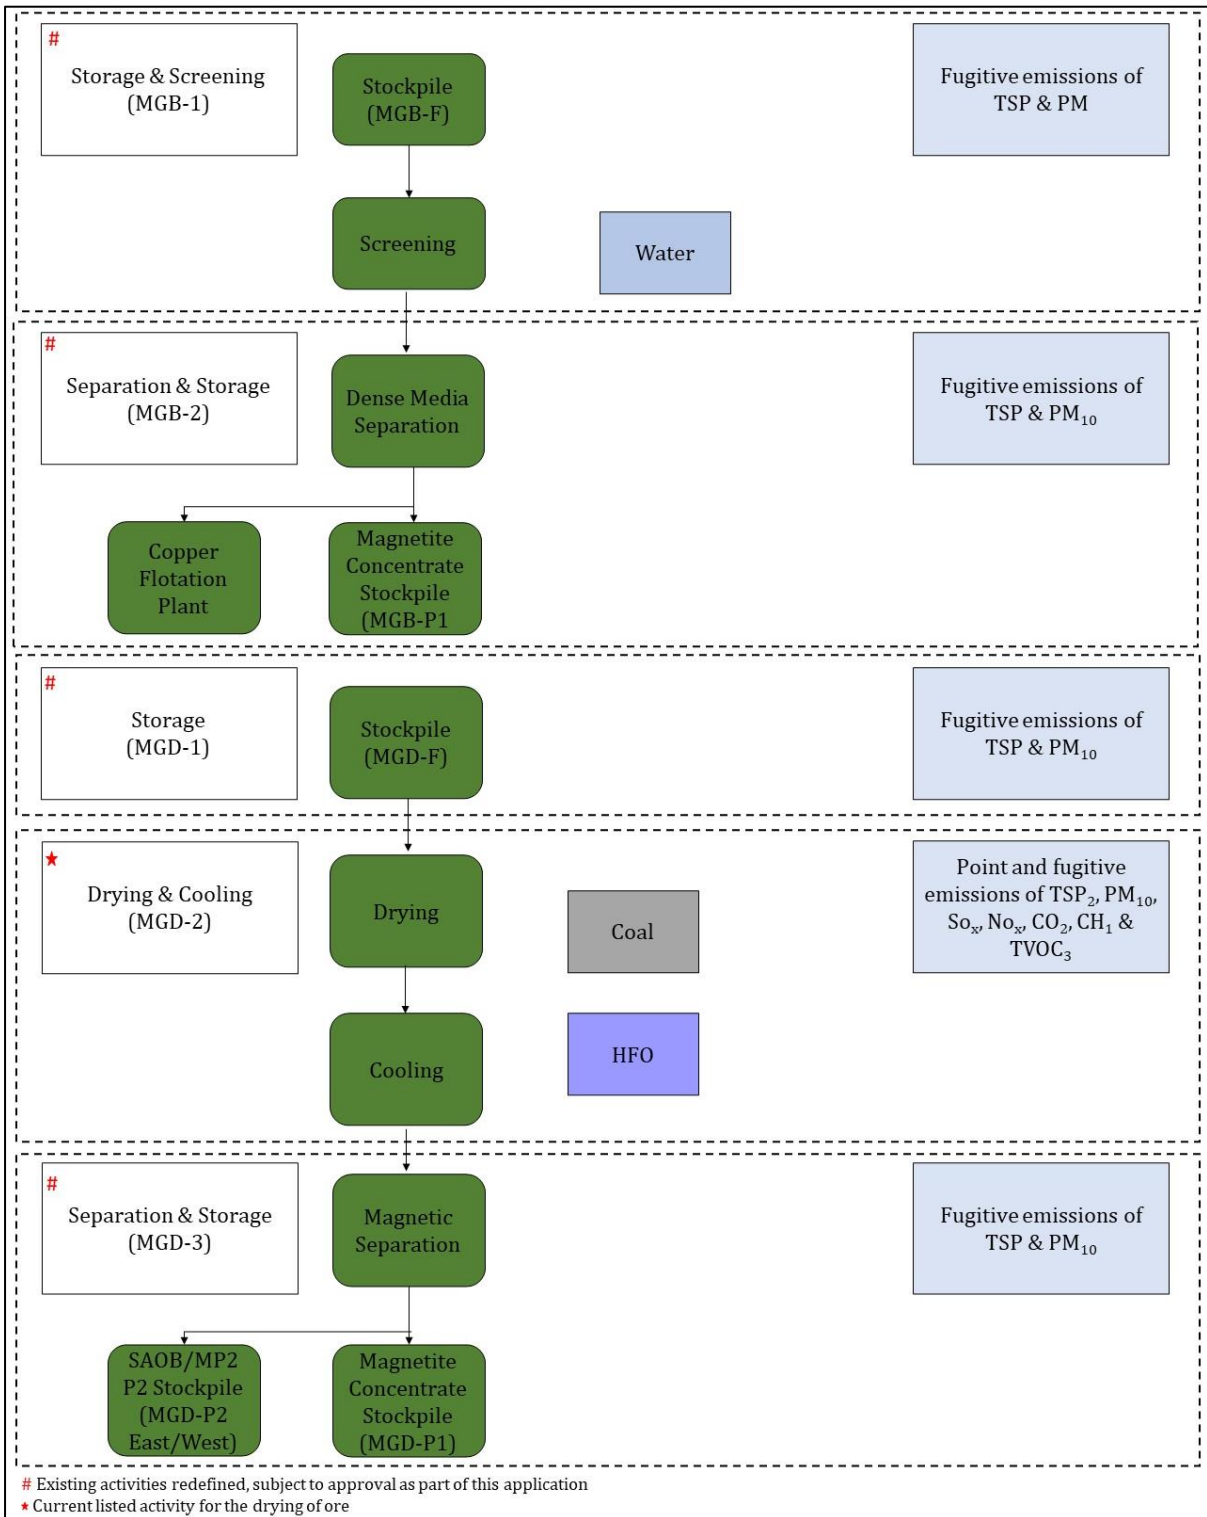 #
Storage & Screening
(MGB-1)
Stockpile
(MGB-F)
Fugitive emissions of
TSP & PM
Screening
Water
#
Separation & Storage
(MGB-2)
Dense Media
Separation
Fugitive emissions of
TSP & PM₁₀
Copper
Flotation
Plant
Magnetite
Concentrate
Stockpile
(MGB-P1
#
Storage
(MGD-1)
Stockpile
(MGD-F)
Fugitive emissions of
TSP & PM₁₀
★
Drying & Cooling
(MGD-2)
Drying
Coal
Point and fugitive
emissions of TSP₂, PM₁₀,
Soₓ, Noₓ, CO₂, CH₁ &
TVOC₃
Cooling
HFO
#
Separation & Storage
(MGD-3)
Magnetic
Separation
Fugitive emissions of
TSP & PM₁₀
SAOB/MP2
P2 Stockpile
(MGD-P2
East/West)
Magnetite
Concentrate
Stockpile
(MGD-P1)
# Existing activities redefined, subject to approval as part of this application
★ Current listed activity for the drying of ore